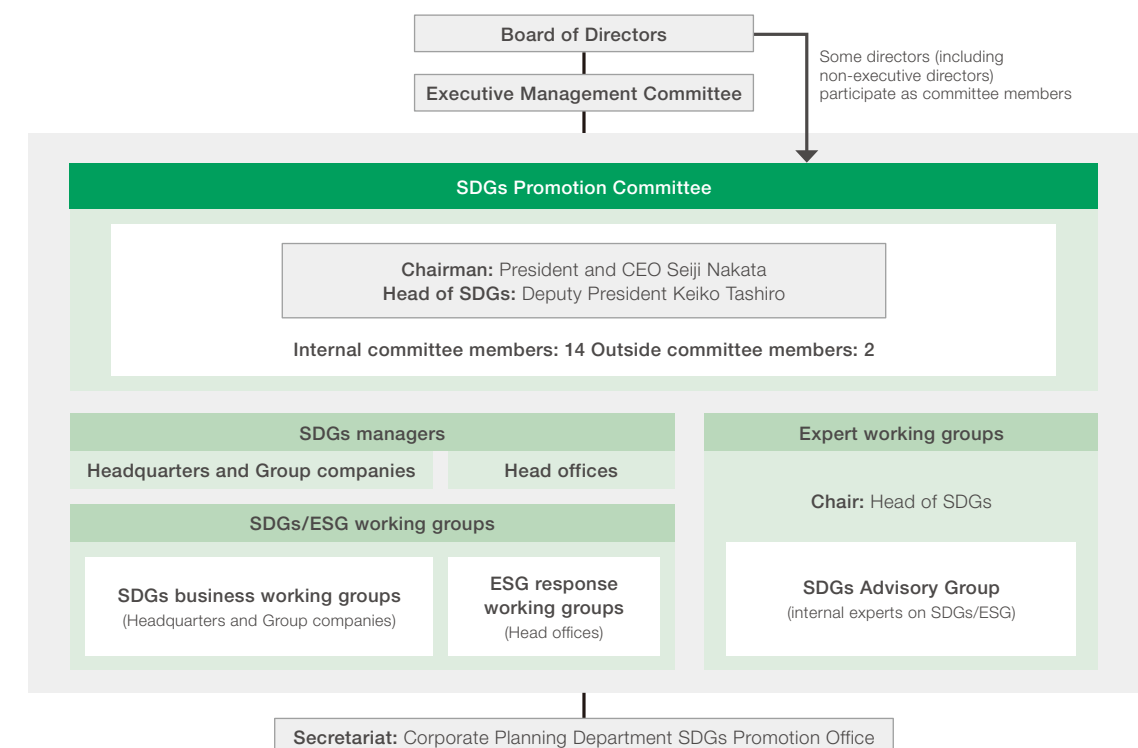 Board of Directors
Some directors (including
non-executive directors)
participate as committee members
Executive Management Committee
SDGs Promotion Committee
Chairman: President and CEO Seiji Nakata
Head of SDGs: Deputy President Keiko Tashiro
Internal committee members: 14 Outside committee members: 2
SDGs managers
Headquarters and Group companies
Head offices
SDGs/ESG working groups
SDGs business working groups
(Headquarters and Group companies)
ESG response
working groups
(Head offices)
Expert working groups
Chair: Head of SDGs
SDGs Advisory Group
(internal experts on SDGs/ESG)
Secretariat: Corporate Planning Department SDGs Promotion Office